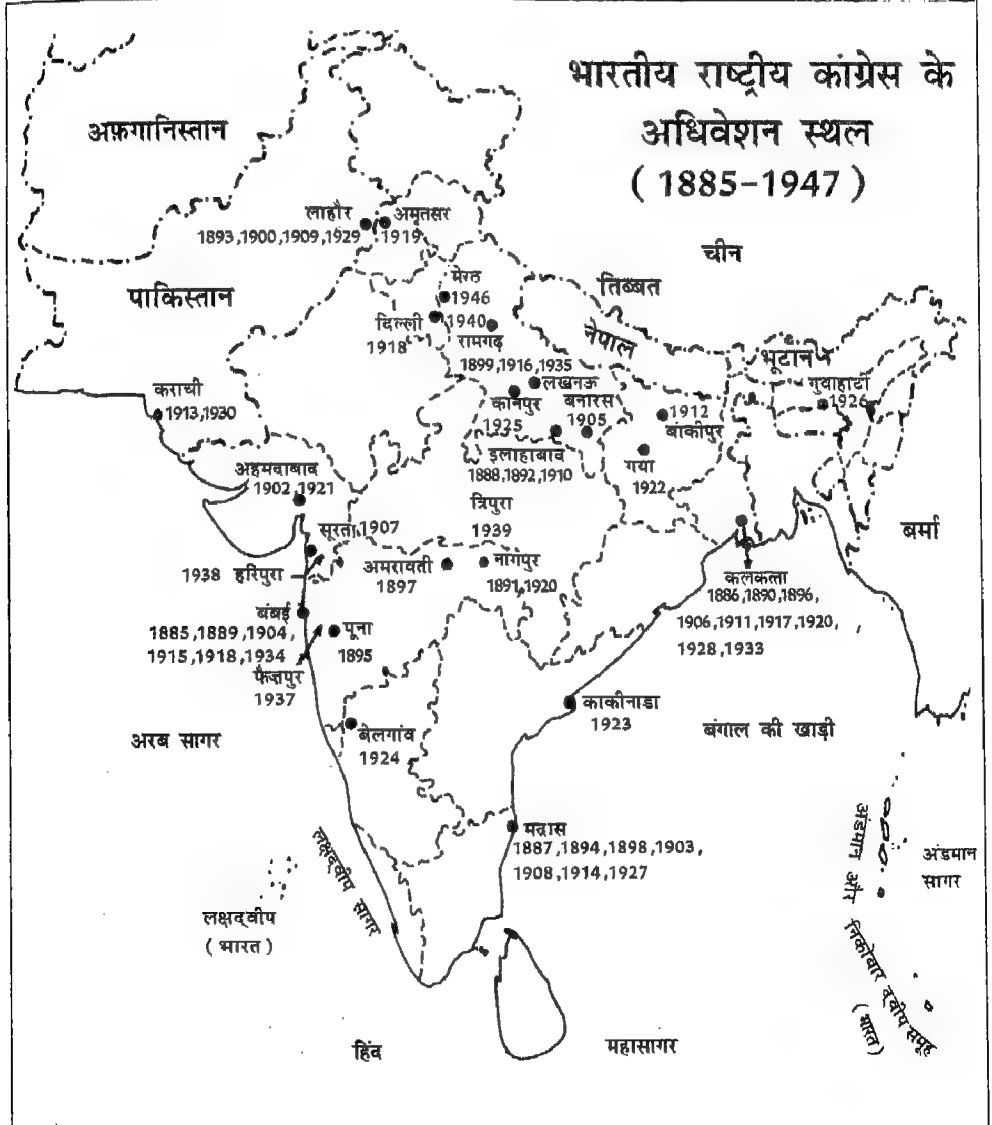 भारतीय राष्ट्रीय कांग्रेस के
अधिवेशन स्थल
( 1885-1947 )
अफ़गानिस्तान
लाहौर
1893,1900,1909,1929
अमृतसर
1919
चीन
पाकिस्तान
मेरठ
1946
तिब्बत
दिल्ली
1918
1940
रामगढ़
नेपाल
भूटान
1899,1916,1935
लखनऊ
कानपुर
1925
बनारस
1905
गुवाहाटी
1926
कराची
1913,1930
1912
बांकीपुर
इलाहाबाद
1888,1892,1910
गया
1922
अहमदाबाद
1902,1921
त्रिपुरा
1939
सूरत 1907
बर्मा
1938 हरिपुरा
अमरावती
1897
नागपुर
1891,1920
कलकत्ता
1886,1890,1896,
1906,1911,1917,1920,
1928,1933
बंबई
1885,1889,1904,
1915,1918,1934
पूना
1895
फैज़पुर
1937
काकीनाडा
1923
बेलगांव
1924
अरब सागर
बंगाल की खाड़ी
मद्रास
1887,1894,1898,1903,
1908,1914,1927
लक्षद्वीप सागर
लक्षद्वीप
( भारत )
अंडमान और
निकोबार द्वीप समूह
( भारत )
अंडमान
सागर
हिंद
महासागर